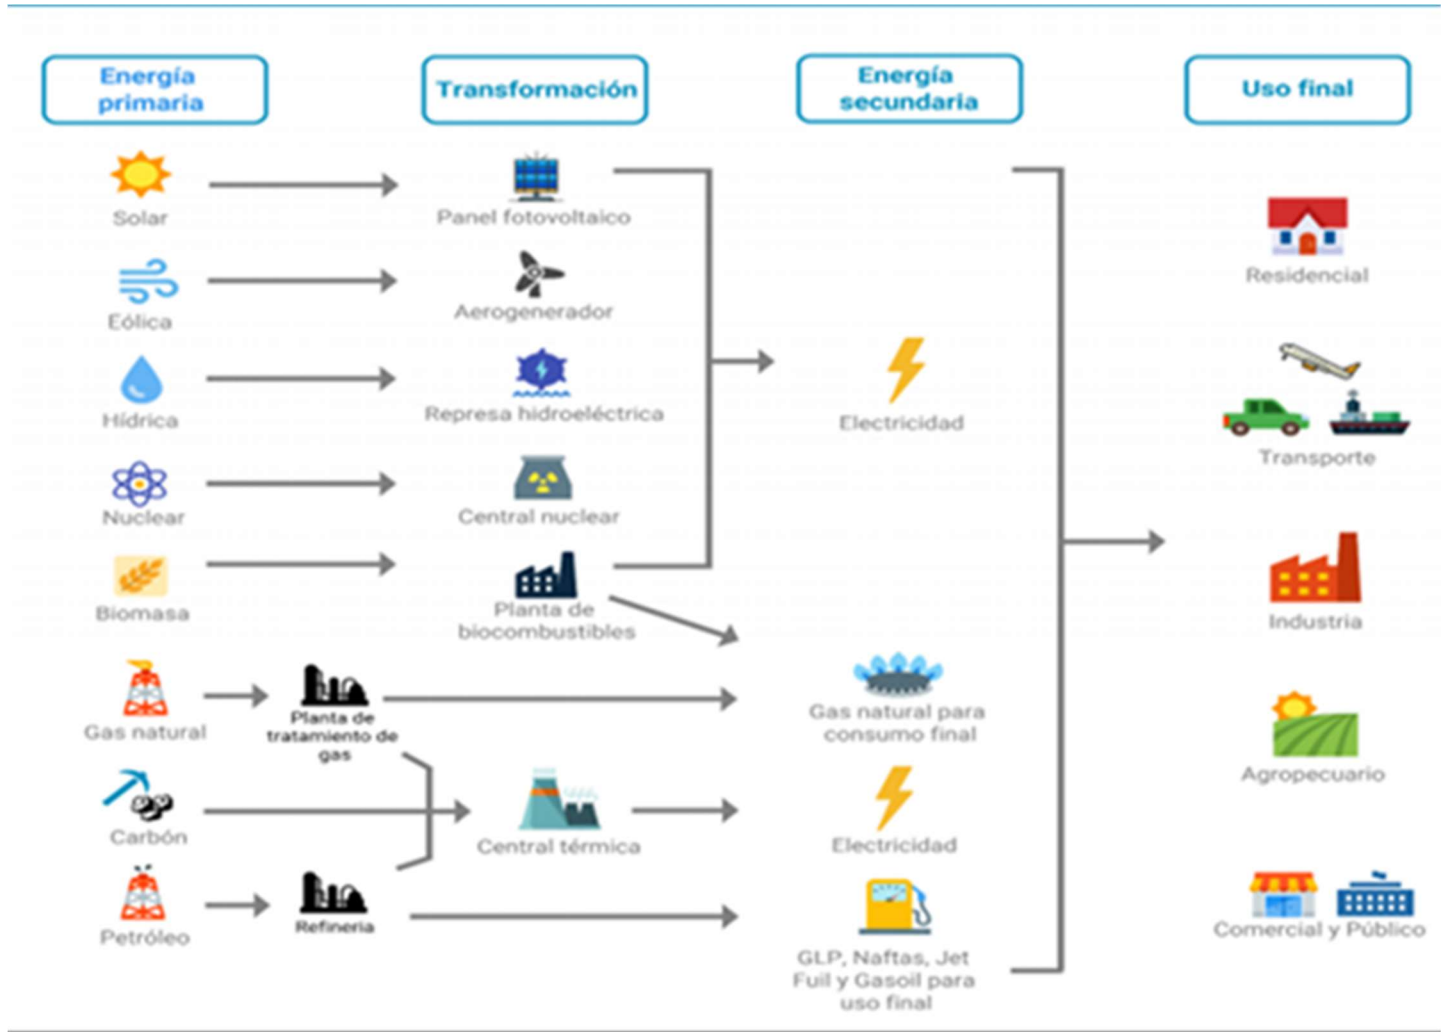 Energía
primaria
Transformación
Energía
secundaria
Uso final
Solar
Panel fotovoltaico
Eólica
Aerogenerador
Hídrica
Represa hidroeléctrica
Nuclear
Central nuclear
Biomasa
Planta de
biocombustibles
Gas natural
Planta de
tratamiento de
gas
Carbón
Central térmica
Petróleo
Refineria
Electricidad
Gas natural para
consumo final
Electricidad
GLP, Naftas, Jet
Fuil y Gasoil para
uso final
Residencial
Transporte
Industria
Agropecuario
Comercial y Público